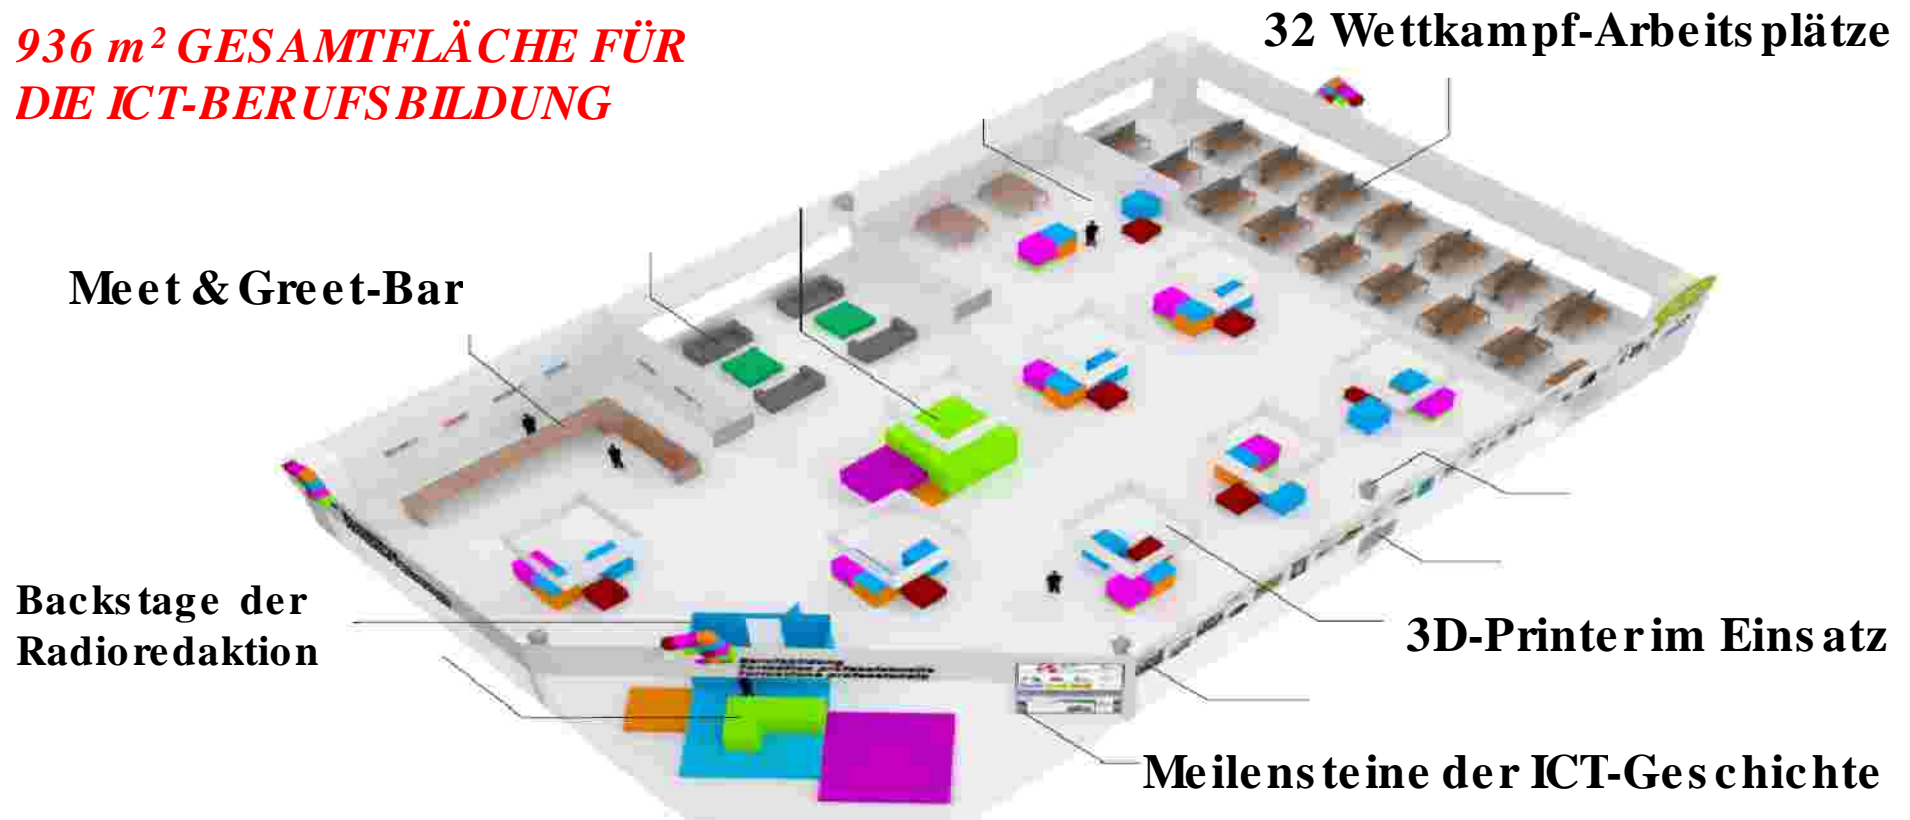 936 m² GESAMTFLÄCHE FÜR
DIE ICT-BERUFSBILDUNG
32 Wettkampf-Arbeitsplätze
Meet & Greet-Bar
Backstage der
Radioredaktion
3D-Printer im Einsatz
Meilensteine der ICT-Geschichte